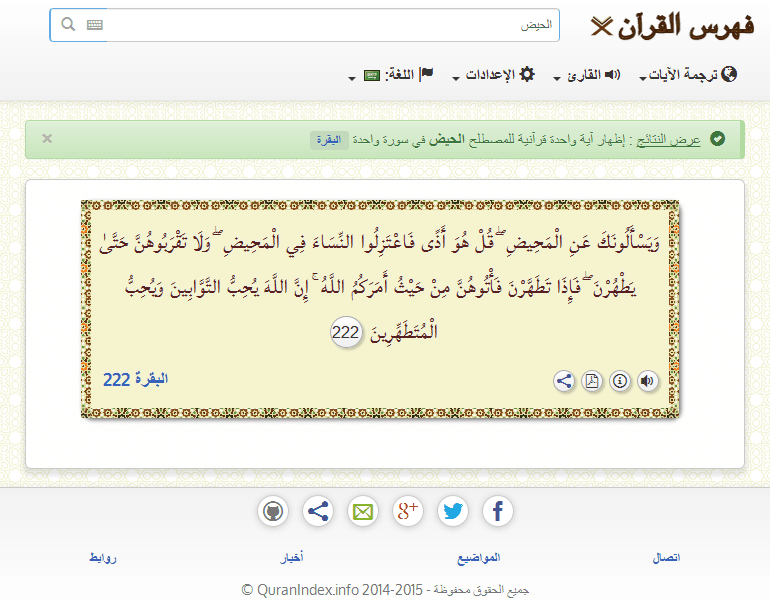 فهرس القرآن
الحيض
ترجمة الآيات
القارئ
الإعدادات
اللغة:
عرض النتائج : إظهار آية واحدة قرآنية للمصطلح الحيض في سورة واحدة البقرة
وَيَسْأَلُونَكَ عَنِ الْمَحِيضِ ۖ قُلْ هُوَ أَذًى فَاعْتَزِلُوا النِّسَاءَ فِي الْمَحِيضِ ۖ وَلَا تَقْرَبُوهُنَّ حَتَّىٰ
يَطْهُرْنَ ۖ فَإِذَا تَطَهَّرْنَ فَأْتُوهُنَّ مِنْ حَيْثُ أَمَرَكُمُ اللَّهُ ۚ إِنَّ اللَّهَ يُحِبُّ التَّوَّابِينَ وَيُحِبُّ
الْمُتَطَهِّرِينَ 222
البقرة 222
اتصال
المواضيع
أخبار
روابط
جميع الحقوق محفوظة - QuranIndex.info 2014-2015 ©